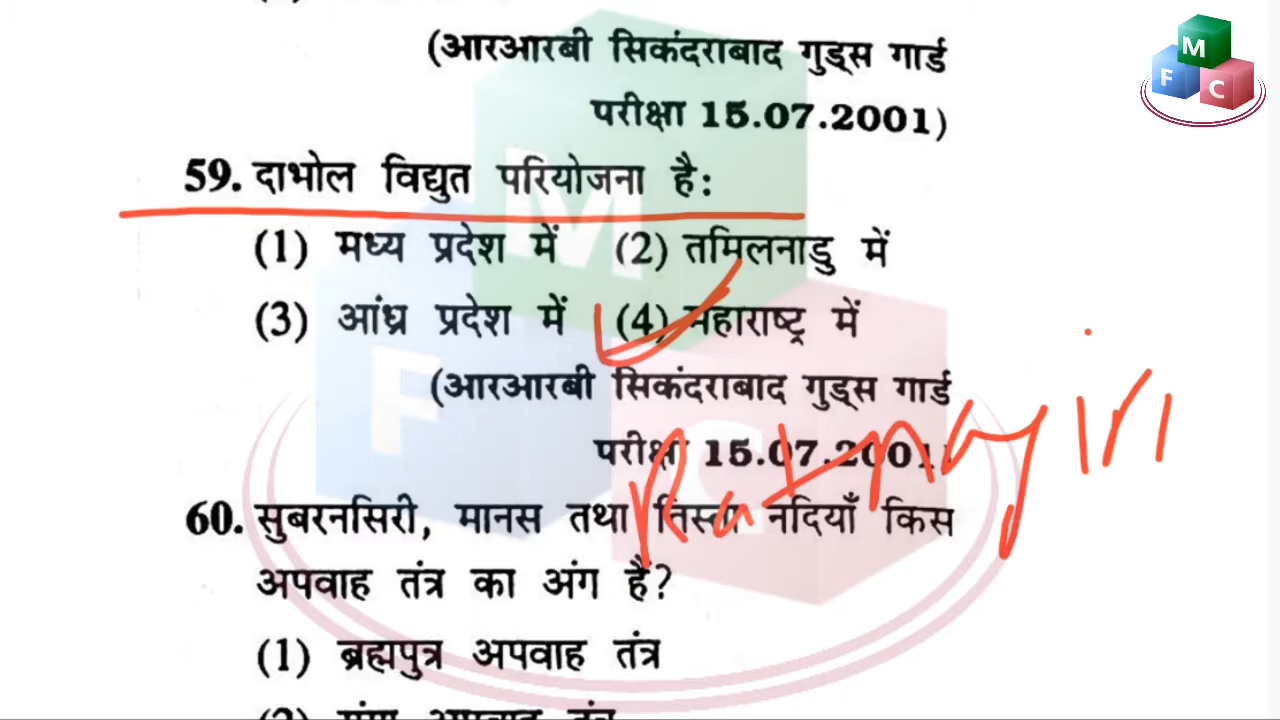 (आरआरबी सिकंदराबाद गुड्स गार्ड
परीक्षा 15.07.2001)
59. दाभोल विद्युत परियोजना है:
(1) मध्य प्रदेश में (2) तमिलनाडु में
(3) आंध्र प्रदेश में (4) महाराष्ट्र में
(आरआरबी सिकंदराबाद गुड्स गार्ड
परीक्षा 15.07.2001)
Ratnagiri
60. सुबरनसिरी, मानस तथा तिस्ता नदियाँ किस
अपवाह तंत्र का अंग है?
(1) ब्रह्मपुत्र अपवाह तंत्र
M
F
C
M
F
C